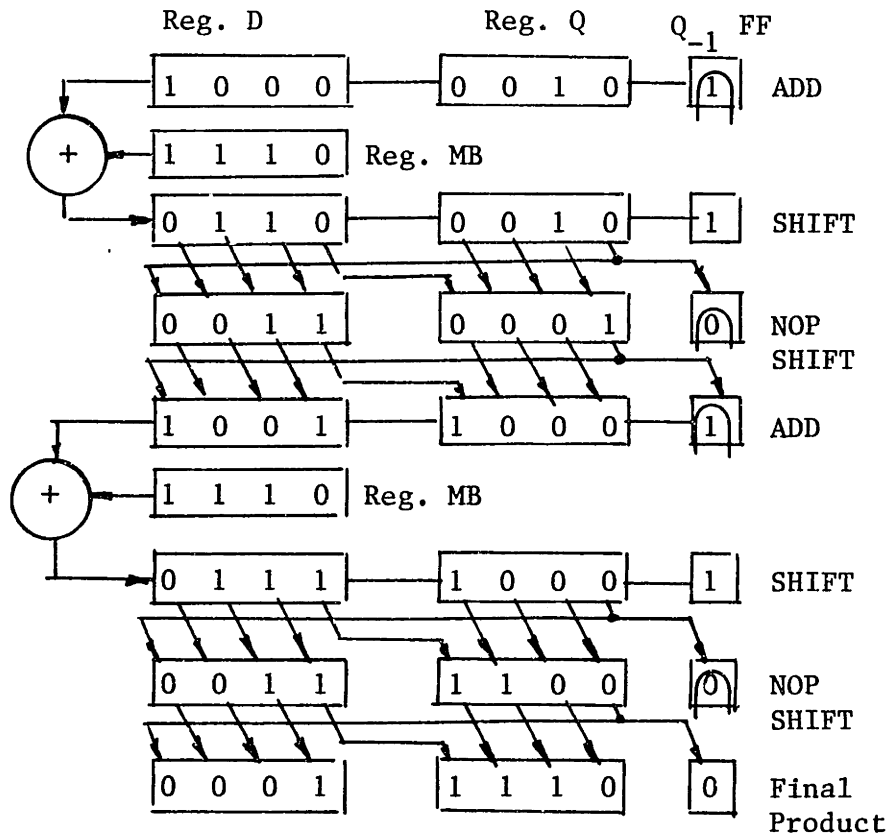 Reg. D Reg. Q Q-1 FF
1 0 0 0 0 0 1 0 1 ADD
+ 1 1 1 0 Reg. MB
0 1 1 0 0 0 1 0 1 SHIFT
0 0 1 1 0 0 0 1 0 NOP
SHIFT
1 0 0 1 1 0 0 0 1 ADD
+ 1 1 1 0 Reg. MB
0 1 1 1 1 0 0 0 1 SHIFT
0 0 1 1 1 1 0 0 0 NOP
SHIFT
0 0 0 1 1 1 1 0 0 Final
Product